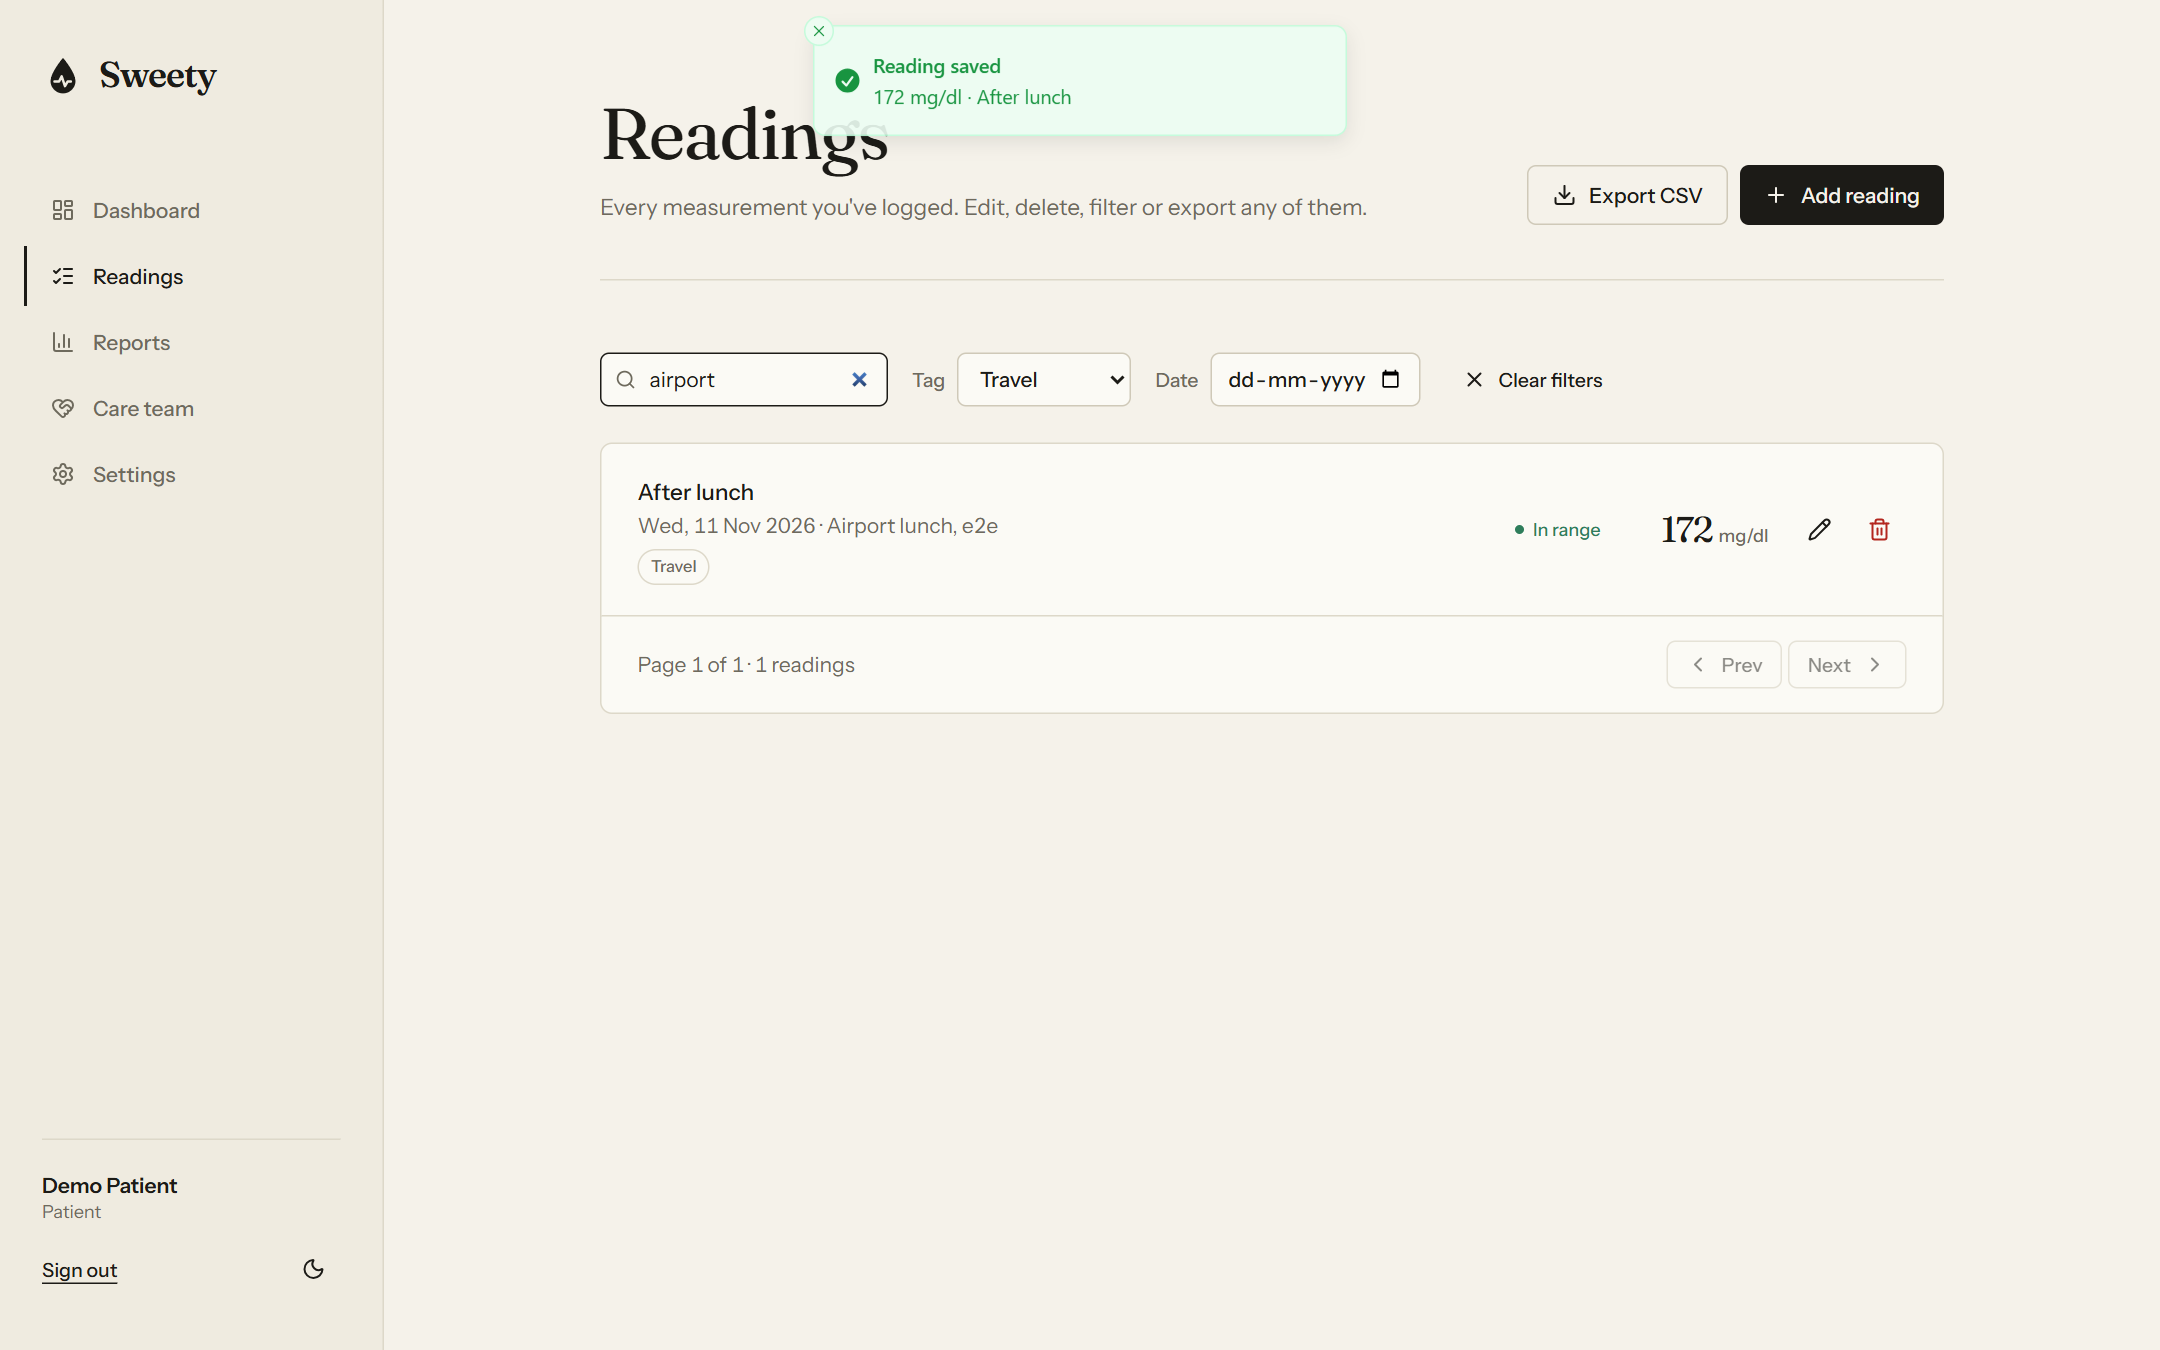 Sweety
Dashboard
Readings
Reports
Care team
Settings
Demo Patient
Patient
Sign out
Reading saved
172 mg/dl · After lunch
Readings
Every measurement you've logged. Edit, delete, filter or export any of them.
Export CSV
Add reading
airport
Tag
Travel
Date
dd-mm-yyyy
Clear filters
After lunch
Wed, 11 Nov 2026 · Airport lunch, e2e
Travel
In range
172 mg/dl
Page 1 of 1 · 1 readings
Prev
Next